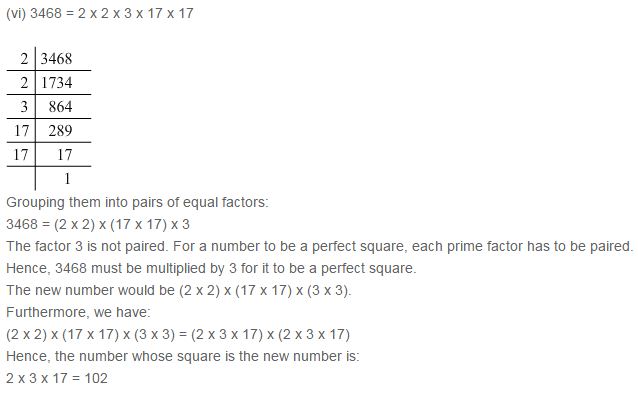 (vi) 3468 = 2 x 2 x 3 x 17 x 17
2 3468
2 1734
3 864
17 289
17 17
1
Grouping them into pairs of equal factors:
3468 = (2 x 2) x (17 x 17) x 3
The factor 3 is not paired. For a number to be a perfect square, each prime factor has to be paired.
Hence, 3468 must be multiplied by 3 for it to be a perfect square.
The new number would be (2 x 2) x (17 x 17) x (3 x 3).
Furthermore, we have:
(2 x 2) x (17 x 17) x (3 x 3) = (2 x 3 x 17) x (2 x 3 x 17)
Hence, the number whose square is the new number is:
2 x 3 x 17 = 102